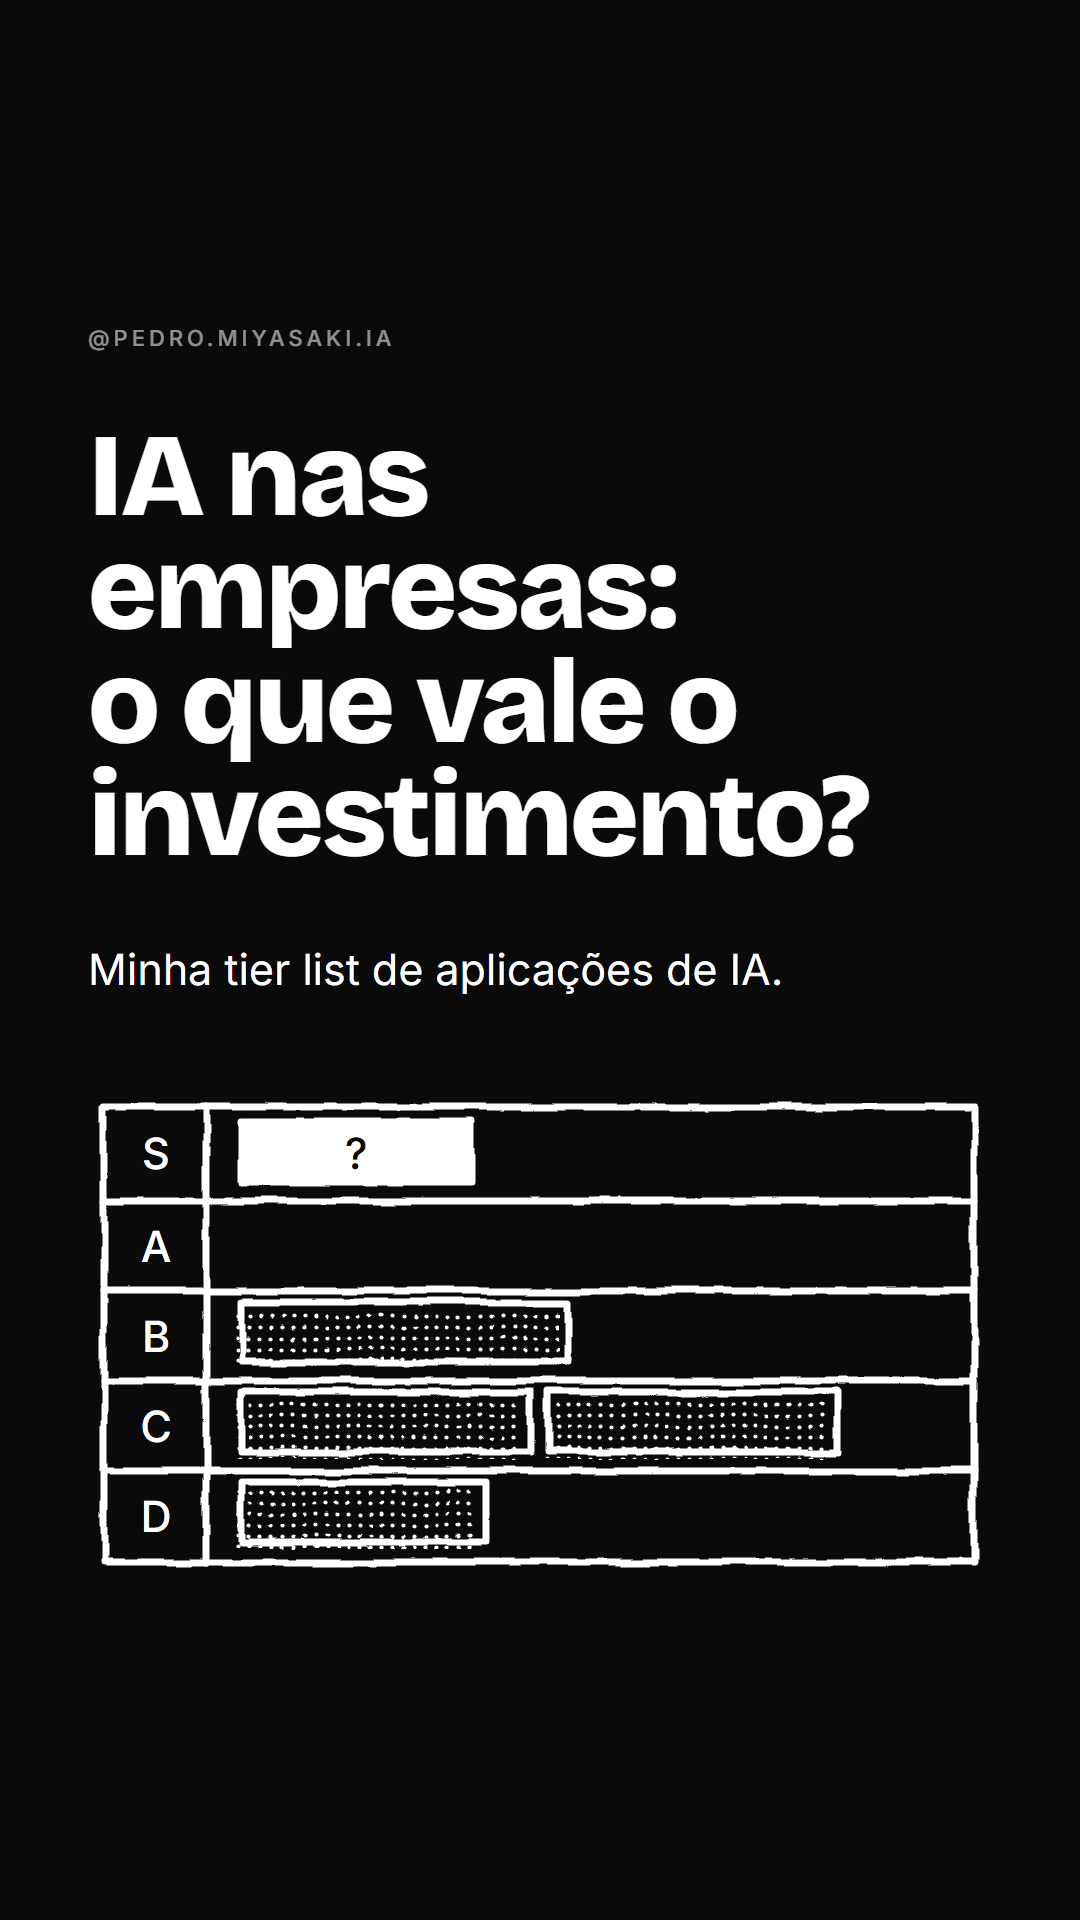 @PEDRO.MIYASAKI.IA
IA nas
empresas:
o que vale o
investimento?
Minha tier list de aplicações de IA.
S
?
A
B
C
D